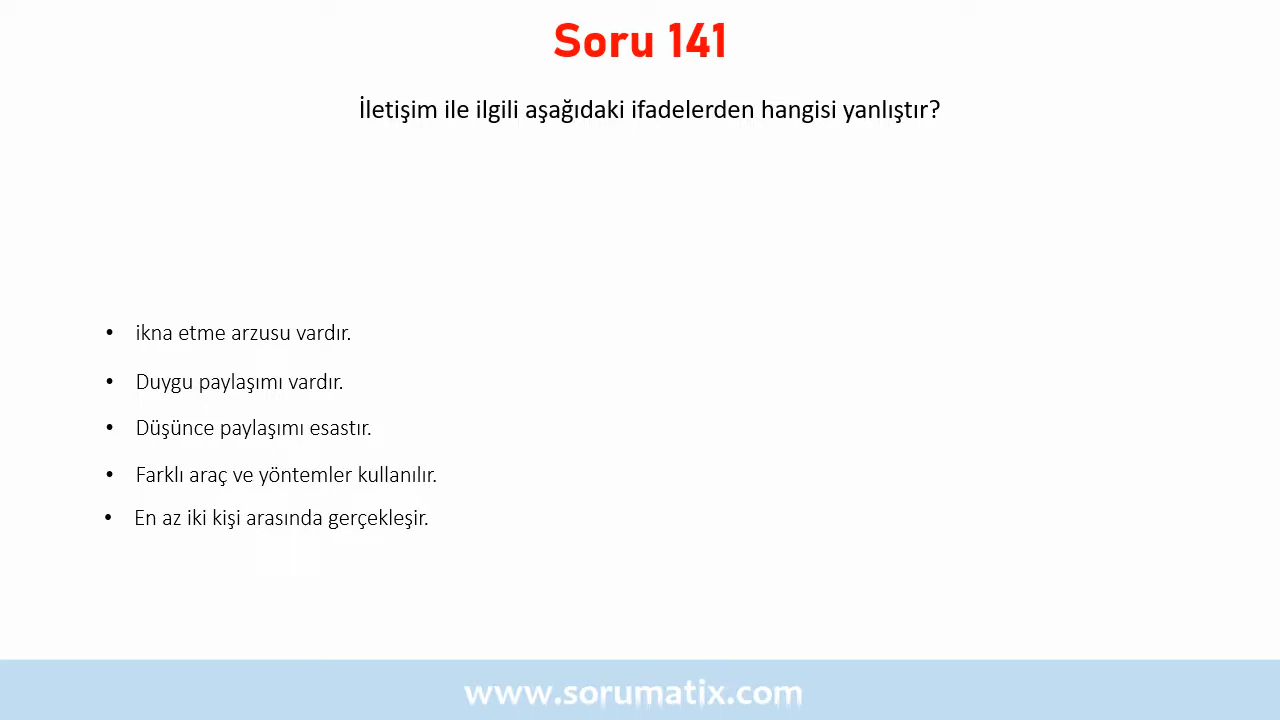 Soru 141
İletişim ile ilgili aşağıdaki ifadelerden hangisi yanlıştır?
• ikna etme arzusu vardır.
• Duygu paylaşımı vardır.
• Düşünce paylaşımı esastır.
• Farklı araç ve yöntemler kullanılır.
• En az iki kişi arasında gerçekleşir.
www.sorumatix.com